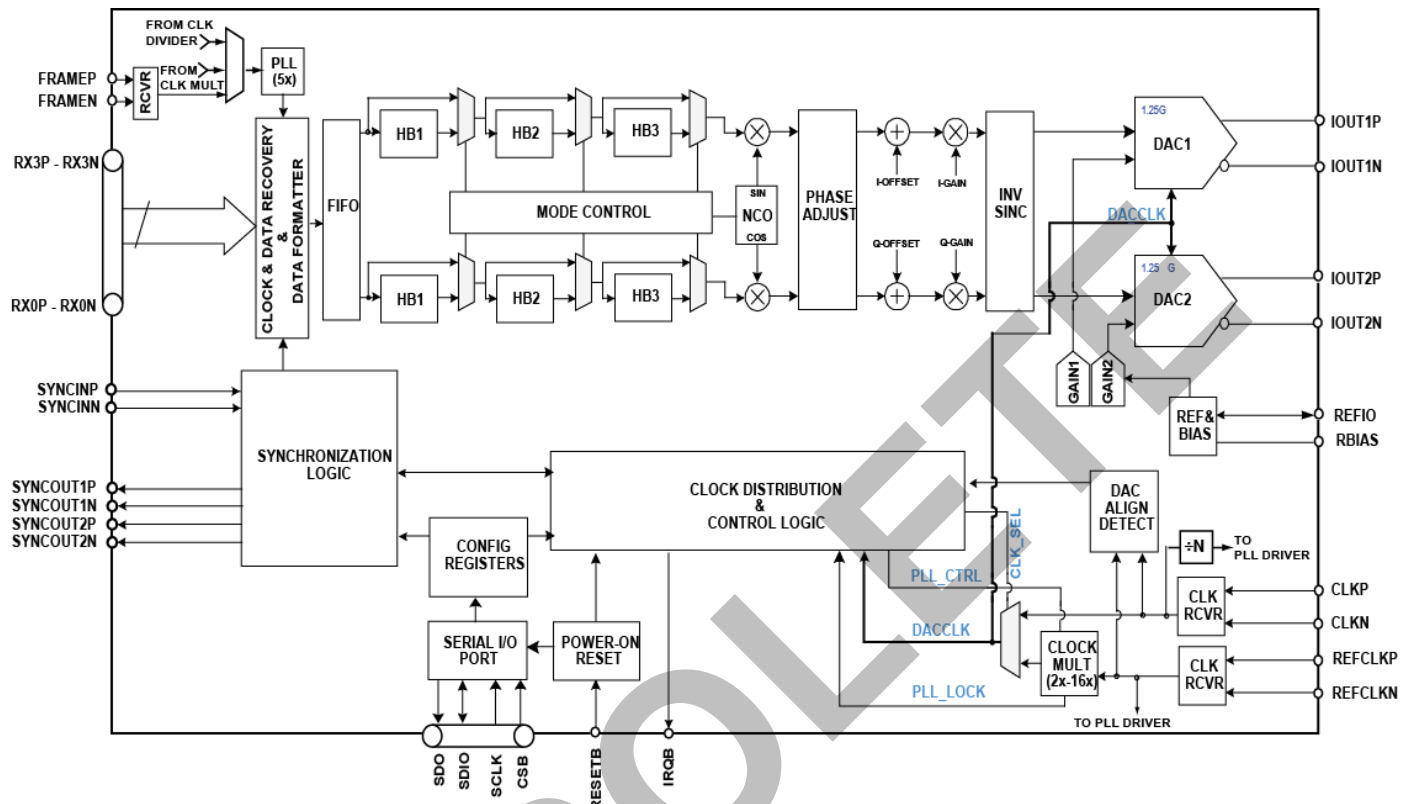 FROM CLK
DIVIDER
FROM
CLK MULT
PLL
(5x)
FRAMEP
FRAMEN
RCVR
RX3P - RX3N
RX0P - RX0N
CLOCK & DATA RECOVERY
&
DATA FORMATTER
FIFO
HB1
HB2
HB3
MODE CONTROL
SIN
NCO
COS
HB1
HB2
HB3
PHASE
ADJUST
I-OFFSET
I-GAIN
Q-OFFSET
Q-GAIN
INV
SINC
1.25G
DAC1
DACCLK
1.25 G
DAC2
IOUT1P
IOUT1N
IOUT2P
IOUT2N
GAIN1
GAIN2
REF&
BIAS
REFIO
RBIAS
SYNCINP
SYNCINN
SYNCOUT1P
SYNCOUT1N
SYNCOUT2P
SYNCOUT2N
SYNCHRONIZATION
LOGIC
CLOCK DISTRIBUTION
&
CONTROL LOGIC
CONFIG
REGISTERS
SERIAL I/O
PORT
POWER-ON
RESET
PLL_CTRL
DACCLK
PLL_LOCK
CLK_SEL
CLOCK
MULT
(2x-16x)
DAC
ALIGN
DETECT
÷N
TO
PLL DRIVER
CLK
RCVR
CLK
RCVR
TO PLL DRIVER
CLKP
CLKN
REFCLKP
REFCLKN
SDO
SDIO
SCLK
CSB
RESETB
IRQB
OLETE